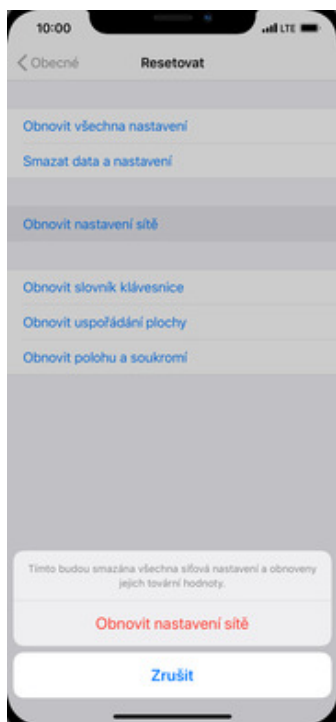 10:00 LTE
Obecné Resetovat
Obnovit všechna nastavení
Smazat data a nastavení
Obnovit nastavení sítě
Obnovit slovník klávesnice
Obnovit uspořádání plochy
Obnovit polohu a soukromí
Tímto budou smazána všechna síťová nastavení a obnoveny
jejich tovární hodnoty.
Obnovit nastavení sítě
Zrušit